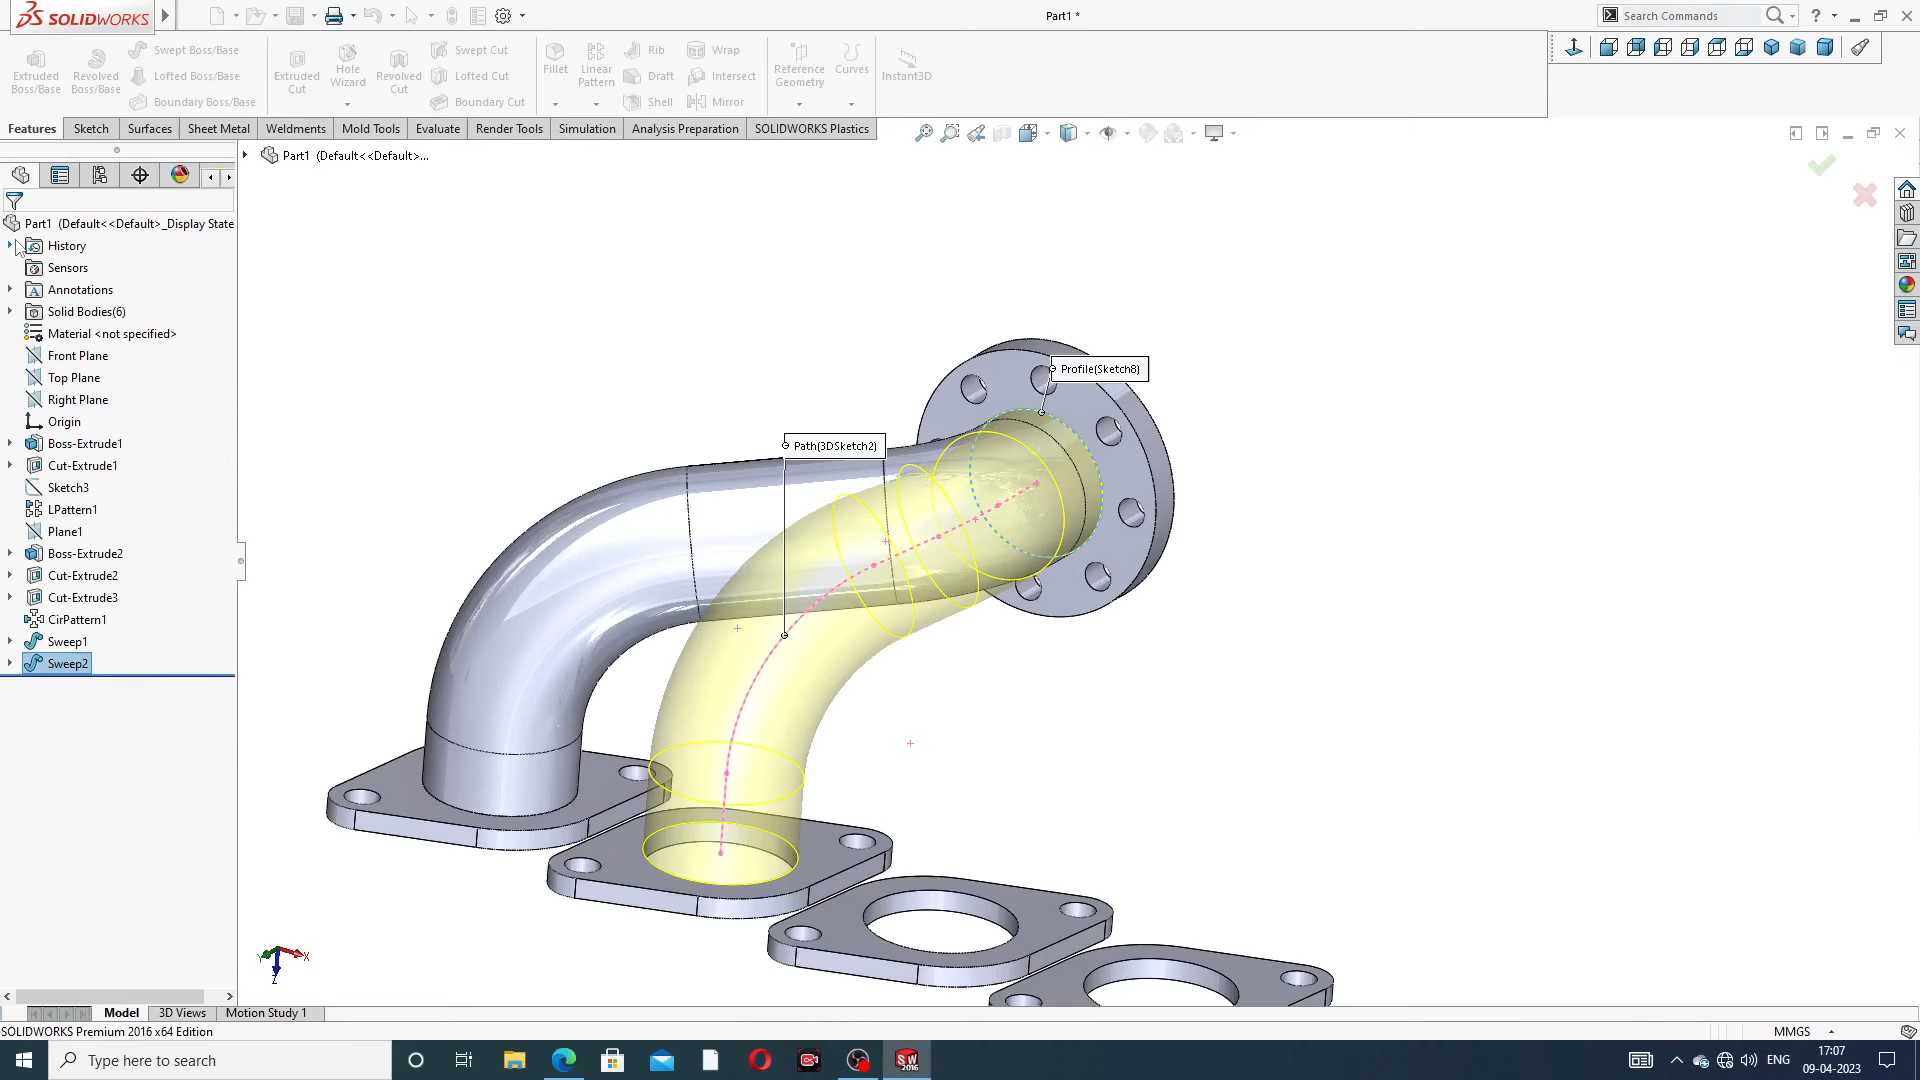 SOLIDWORKS
Part1 *
Search Commands
Extruded Boss/Base
Revolved Boss/Base
Swept Boss/Base
Lofted Boss/Base
Boundary Boss/Base
Extruded Cut
Hole Wizard
Revolved Cut
Swept Cut
Lofted Cut
Boundary Cut
Fillet
Linear Pattern
Rib
Draft
Shell
Wrap
Intersect
Mirror
Reference Geometry
Curves
Instant3D
Features
Sketch
Surfaces
Sheet Metal
Weldments
Mold Tools
Evaluate
Render Tools
Simulation
Analysis Preparation
SOLIDWORKS Plastics
Part1 (Default<<Default>...
Part1 (Default<<Default>_Display State
History
Sensors
Annotations
Solid Bodies(6)
Material <not specified>
Front Plane
Top Plane
Right Plane
Origin
Boss-Extrude1
Cut-Extrude1
Sketch3
LPattern1
Plane1
Boss-Extrude2
Cut-Extrude2
Cut-Extrude3
CirPattern1
Sweep1
Sweep2
Profile(Sketch8)
Path(3DSketch2)
X
Y
Z
Model
3D Views
Motion Study 1
SOLIDWORKS Premium 2016 x64 Edition
MMGS
Type here to search
SW
2016
ENG
17:07
09-04-2023